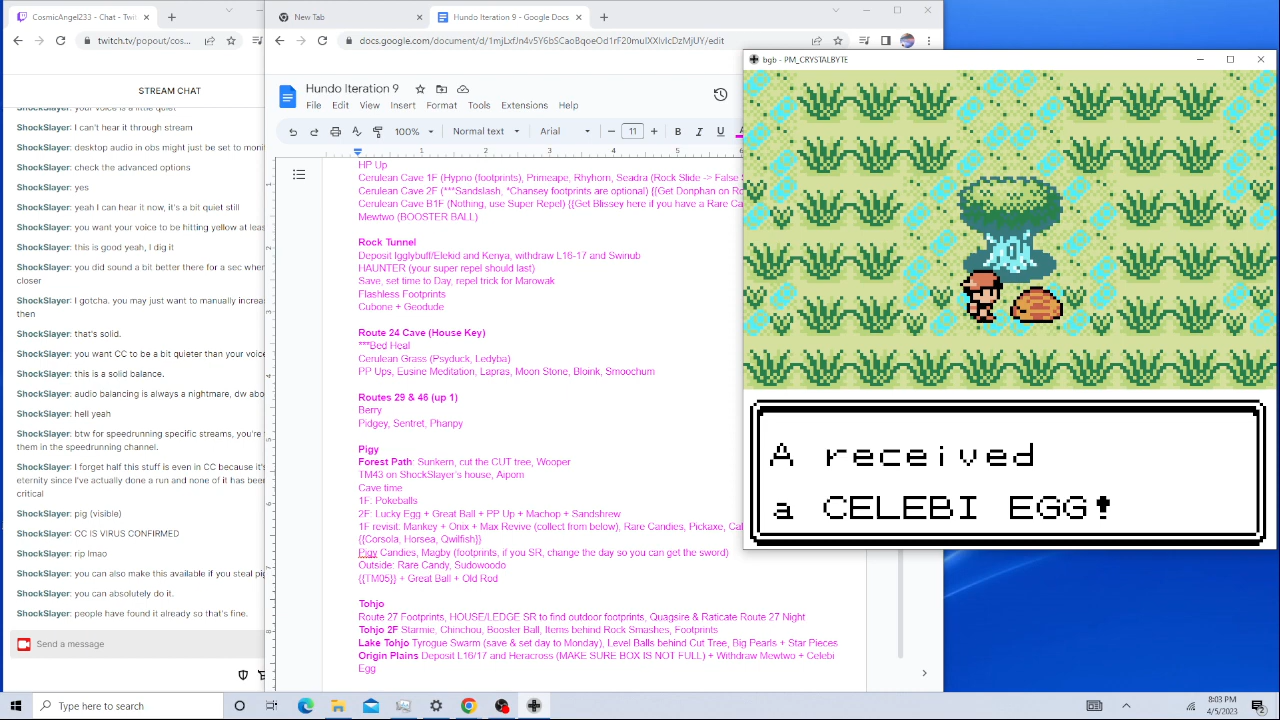 CosmicAngel233 - Chat - Twit
twitch.tv/popout/cos...
STREAM CHAT
ShockSlayer: your voice is a little quiet
ShockSlayer: I can't hear it through stream
ShockSlayer: desktop audio in obs might just be set to monit
ShockSlayer: check the advanced options
ShockSlayer: yes
ShockSlayer: yeah I can hear it now, it's a bit quiet still
ShockSlayer: you want your voice to be hitting yellow at leas
ShockSlayer: this is good yeah, I dig it
ShockSlayer: you did sound a bit better there for a sec when
closer
ShockSlayer: I gotcha. you may just want to manually increas
then
ShockSlayer: that's solid.
ShockSlayer: you want CC to be a bit quieter than your voice
ShockSlayer: this is a solid balance.
ShockSlayer: audio balancing is always a nightmare, dw abo
ShockSlayer: hell yeah
ShockSlayer: btw for speedrunning specific streams, you're
them in the speedrunning channel.
ShockSlayer: I forget half this stuff is even in CC because it's
eternity since I've actually done a run and none of it has been
critical
ShockSlayer: pig (visible)
ShockSlayer: CC IS VIRUS CONFIRMED
ShockSlayer: rip lmao
ShockSlayer: you can also make this available if you steal pig
ShockSlayer: you can absolutely do it.
ShockSlayer: people have found it already so that's fine.
Send a message
New Tab
Hundo Iteration 9 - Google Docs
docs.google.com/document/d/1mjLxfJn4v5Y6bSCaoBqoeOd1rF20muIXXIvlcDzMjUY/edit
Hundo Iteration 9
File Edit View Insert Format Tools Extensions Help
100% Normal text Arial 11 B I U A
1 2 3 4 5 6
HP Up
Cerulean Cave 1F (Hypno (footprints), Primeape, Rhyhorn, Seadra (Rock Slide -> False S
Cerulean Cave 2F (***Sandslash, *Chansey footprints are optional) {{Get Donphan on Ro
Cerulean Cave B1F (Nothing, use Super Repel) {{Get Blissey here if you have a Rare Ca
Mewtwo (BOOSTER BALL)
Rock Tunnel
Deposit Igglybuff/Elekid and Kenya, withdraw L16-17 and Swinub
HAUNTER (your super repel should last)
Save, set time to Day, repel trick for Marowak
Flashless Footprints
Cubone + Geodude
Route 24 Cave (House Key)
***Bed Heal
Cerulean Grass (Psyduck, Ledyba)
PP Ups, Eusine Meditation, Lapras, Moon Stone, Bloink, Smoochum
Routes 29 & 46 (up 1)
Berry
Pidgey, Sentret, Phanpy
Pigy
Forest Path: Sunkern, cut the CUT tree, Wooper
TM43 on ShockSlayer's house, Aipom
Cave time
1F: Pokeballs
2F: Lucky Egg + Great Ball + PP Up + Machop + Sandshrew
1F revisit: Mankey + Onix + Max Revive (collect from below), Rare Candies, Pickaxe, Cal
{{Corsola, Horsea, Qwilfish}}
Pigy Candies, Magby (footprints, if you SR, change the day so you can get the sword)
Outside: Rare Candy, Sudowoodo
{{TM05}} + Great Ball + Old Rod
Tohjo
Route 27 Footprints, HOUSE/LEDGE SR to find outdoor footprints, Quagsire & Raticate Route 27 Night
Tohjo 2F Starmie, Chinchou, Booster Ball, Items behind Rock Smashes, Footprints
Lake Tohjo Tyrogue Swarm (save & set day to Monday), Level Balls behind Cut Tree, Big Pearls + Star Pieces
Origin Plains Deposit L16/17 and Heracross (MAKE SURE BOX IS NOT FULL) + Withdraw Mewtwo + Celebi
Egg
bgb - PM_CRYSTALBYTE
A received
a CELEBI EGG!
Type here to search
8:03 PM
4/5/2023
2